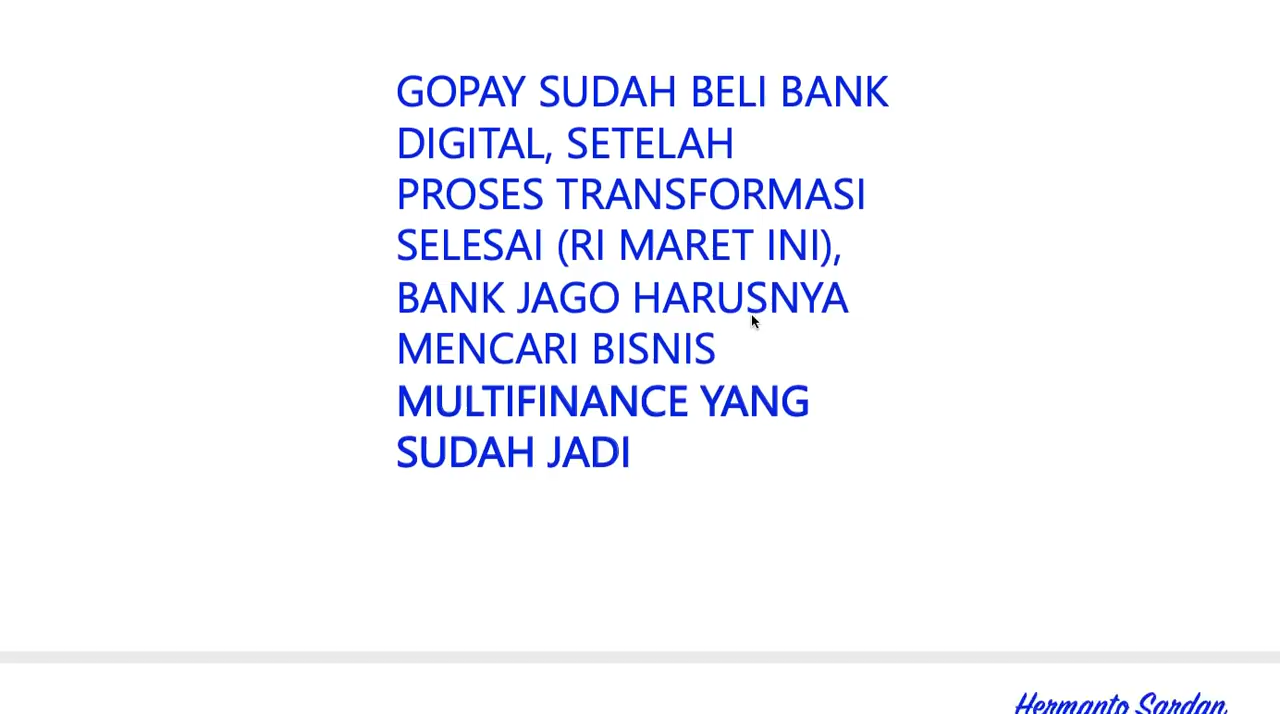 GOPAY SUDAH BELI BANK
DIGITAL, SETELAH
PROSES TRANSFORMASI
SELESAI (RI MARET INI),
BANK JAGO HARUSNYA
MENCARI BISNIS
MULTIFINANCE YANG
SUDAH JADI
Hermanto Sardan